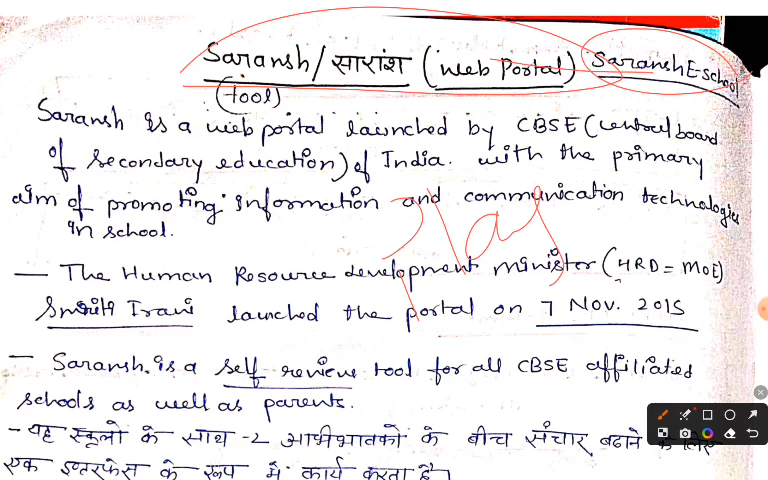 Saransh / सारांश (web Portal) Saransh E-school
(tool)
Saransh is a web portal launched by CBSE (central board
of Secondary education) of India. with the primary
aim of promoting information and communication technologies
in school.
— The Human Resource development minister (HRD = MOE)
Smriti Irani launched the portal on 7 Nov. 2015
— Saransh is a self review tool for all CBSE affiliated
schools as well as parents.
- यह स्कूलो के साथ -2 अभीभावको के बीच संचार बढाने के लिए
एक इन्टरफेस के रूप में कार्य करता है।